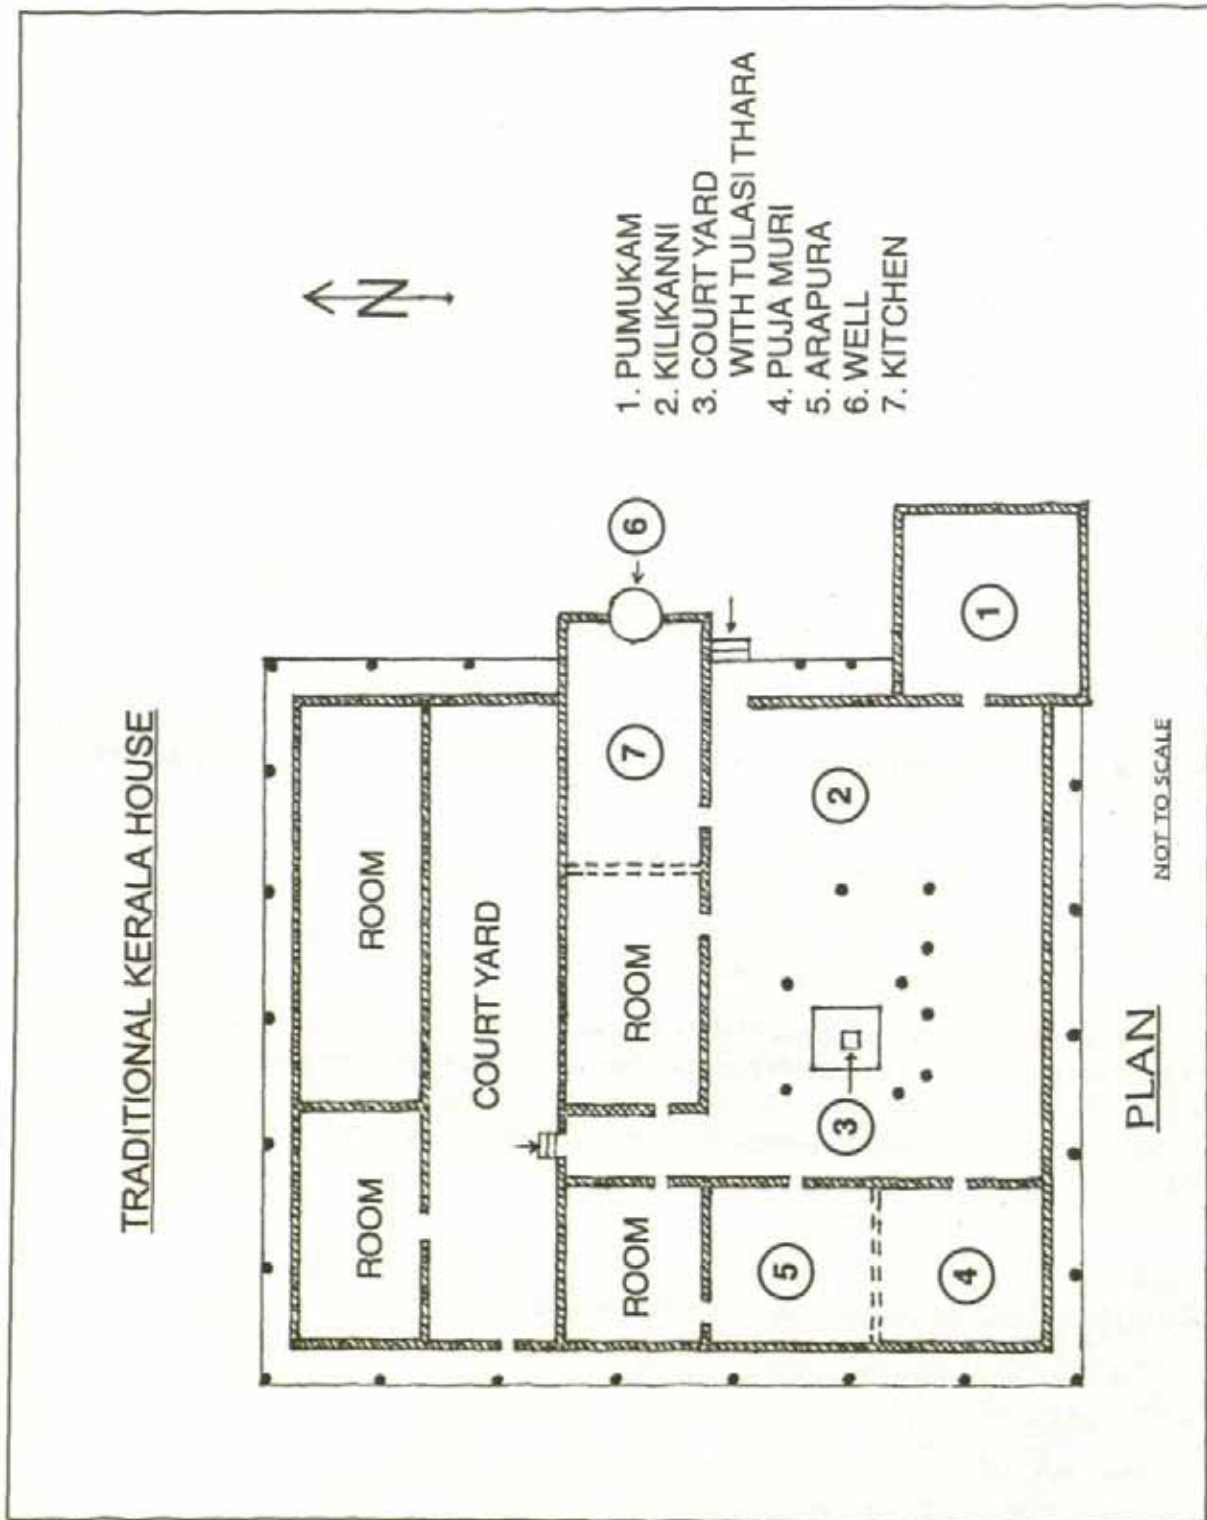 TRADITIONAL KERALA HOUSE
N
ROOM
ROOM
COURT YARD
ROOM
ROOM
7
6
5
4
3
2
1
1. PUMUKAM
2. KILIKANNI
3. COURT YARD
WITH TULASI THARA
4. PUJA MURI
5. ARAPURA
6. WELL
7. KITCHEN
PLAN
NOT TO SCALE